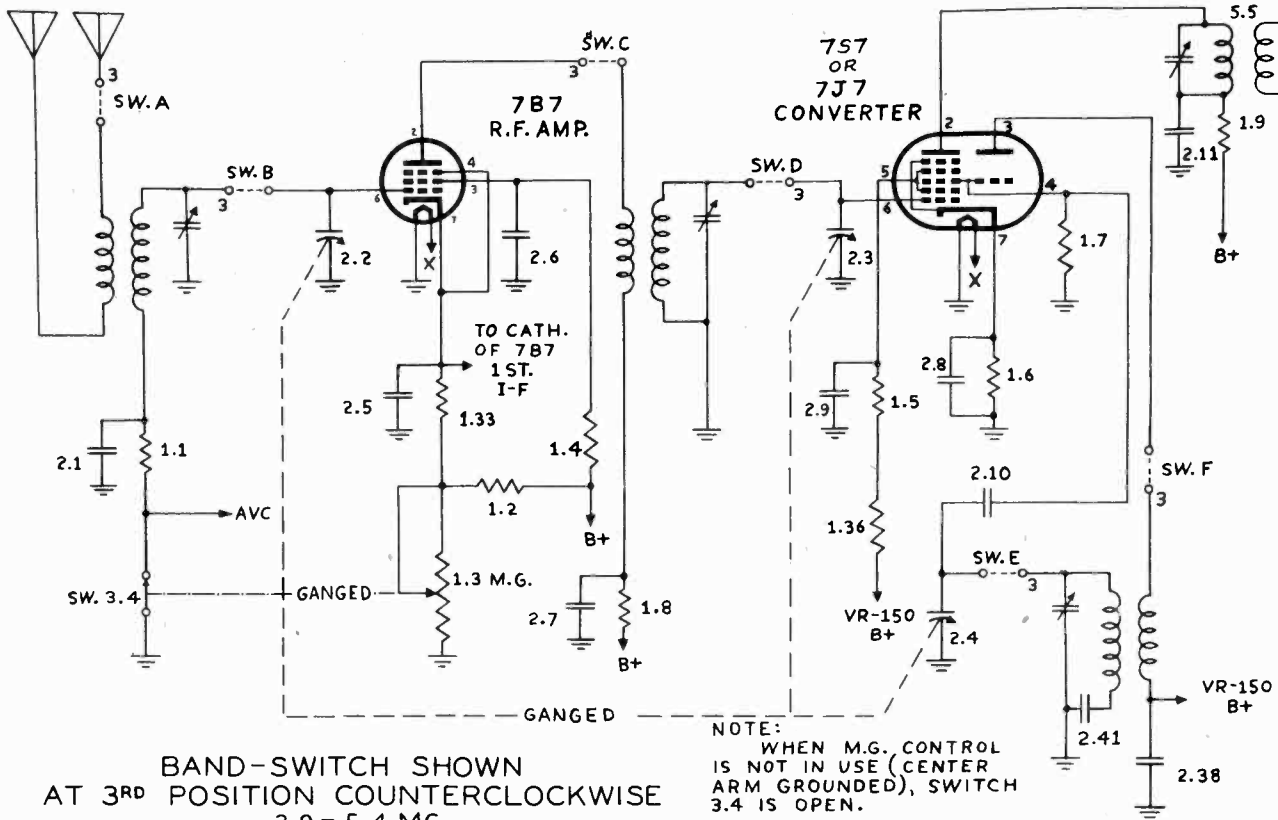 5.5
3
SW.A
SW.C
3
7B7
R.F. AMP.
7S7
OR
7J7
CONVERTER
2
4
3
6
7
X
SW.B
3
2.2
2.6
SW.D
3
2.3
2
3
5
6
4
7
X
1.7
2.11
1.9
B+
TO CATH.
OF 7B7
1ST.
I-F
2.5
1.33
1.4
1.2
B+
2.1
1.1
AVC
SW. 3.4
GANGED
1.3 M.G.
2.7
1.8
B+
2.9
1.5
2.8
1.6
1.36
VR-150
B+
2.10
SW.E
3
2.4
SW.F
3
2.41
VR-150
B+
2.38
GANGED
NOTE:
WHEN M.G. CONTROL
IS NOT IN USE (CENTER
ARM GROUNDED), SWITCH
3.4 IS OPEN.
BAND-SWITCH SHOWN
AT 3RD POSITION COUNTERCLOCKWISE